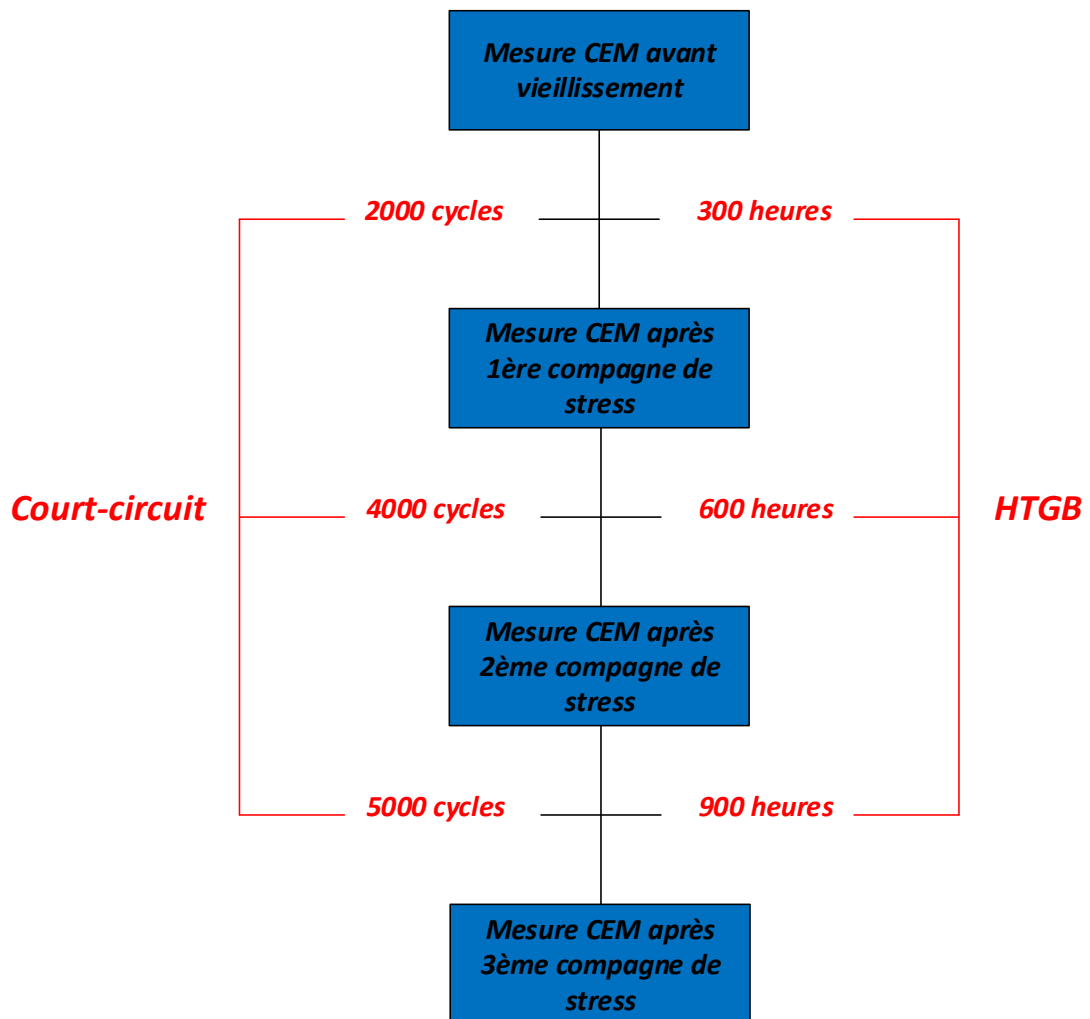 Mesure CEM avant
vieillissement
2000 cycles
300 heures
Mesure CEM après
1ère compagne de
stress
Court-circuit
4000 cycles
600 heures
HTGB
Mesure CEM après
2ème compagne de
stress
5000 cycles
900 heures
Mesure CEM après
3ème compagne de
stress